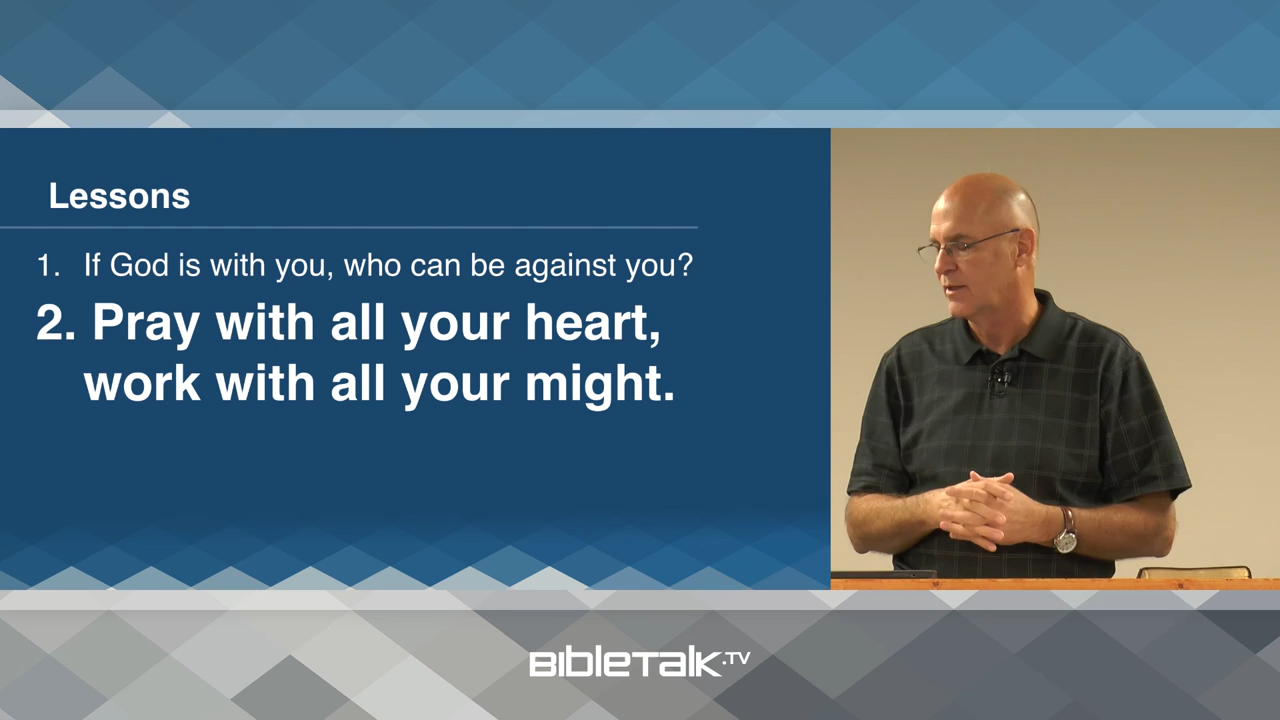 Lessons
1. If God is with you, who can be against you?
2. Pray with all your heart,
work with all your might.
BIBLETALK.TV